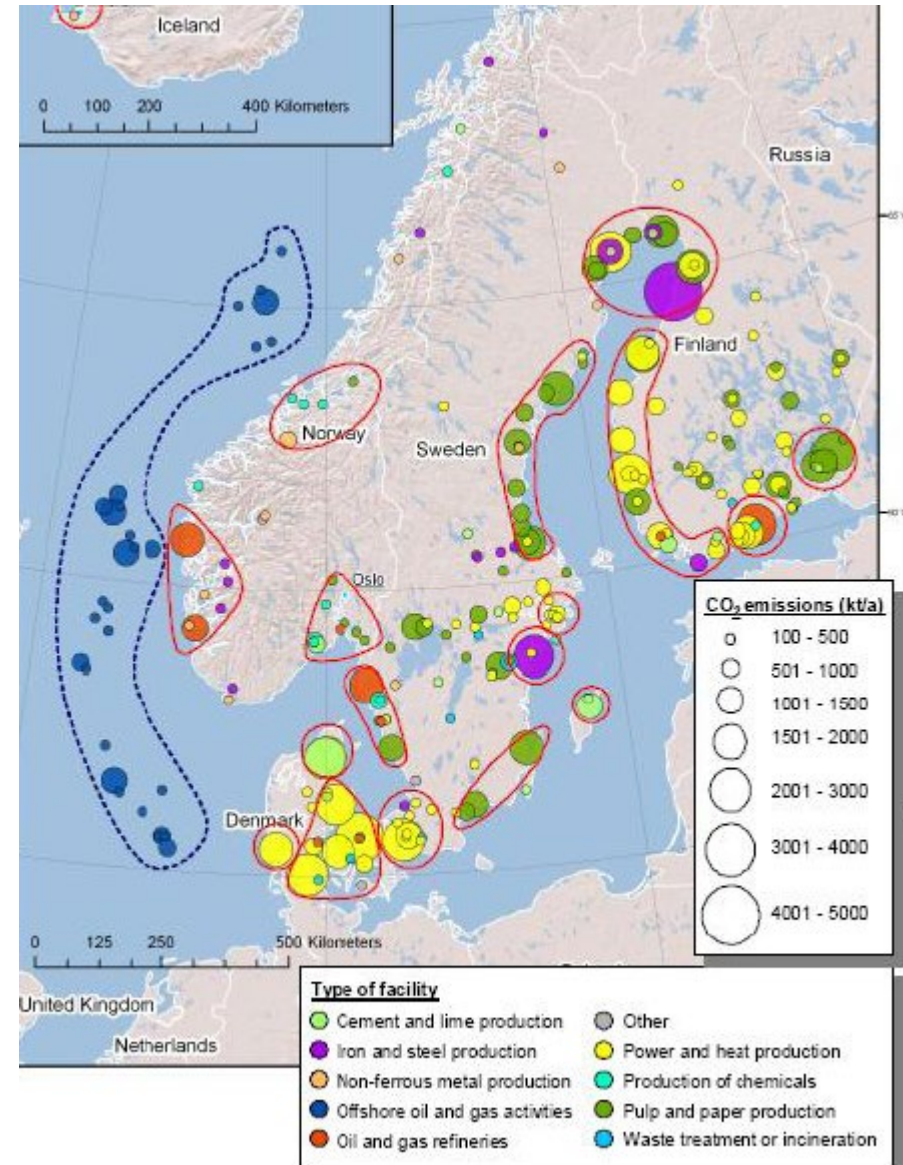 Iceland
0 100 200 400 Kilometers
Russia
Finland
Norway
Sweden
Oslo
Denmark
CO2 emissions (kt/a)
100 - 500
501 - 1000
1001 - 1500
1501 - 2000
2001 - 3000
3001 - 4000
4001 - 5000
0 125 250 500 Kilometers
United Kingdom
Netherlands
Type of facility
Cement and lime production
Iron and steel production
Non-ferrous metal production
Offshore oil and gas activities
Oil and gas refineries
Other
Power and heat production
Production of chemicals
Pulp and paper production
Waste treatment or incineration